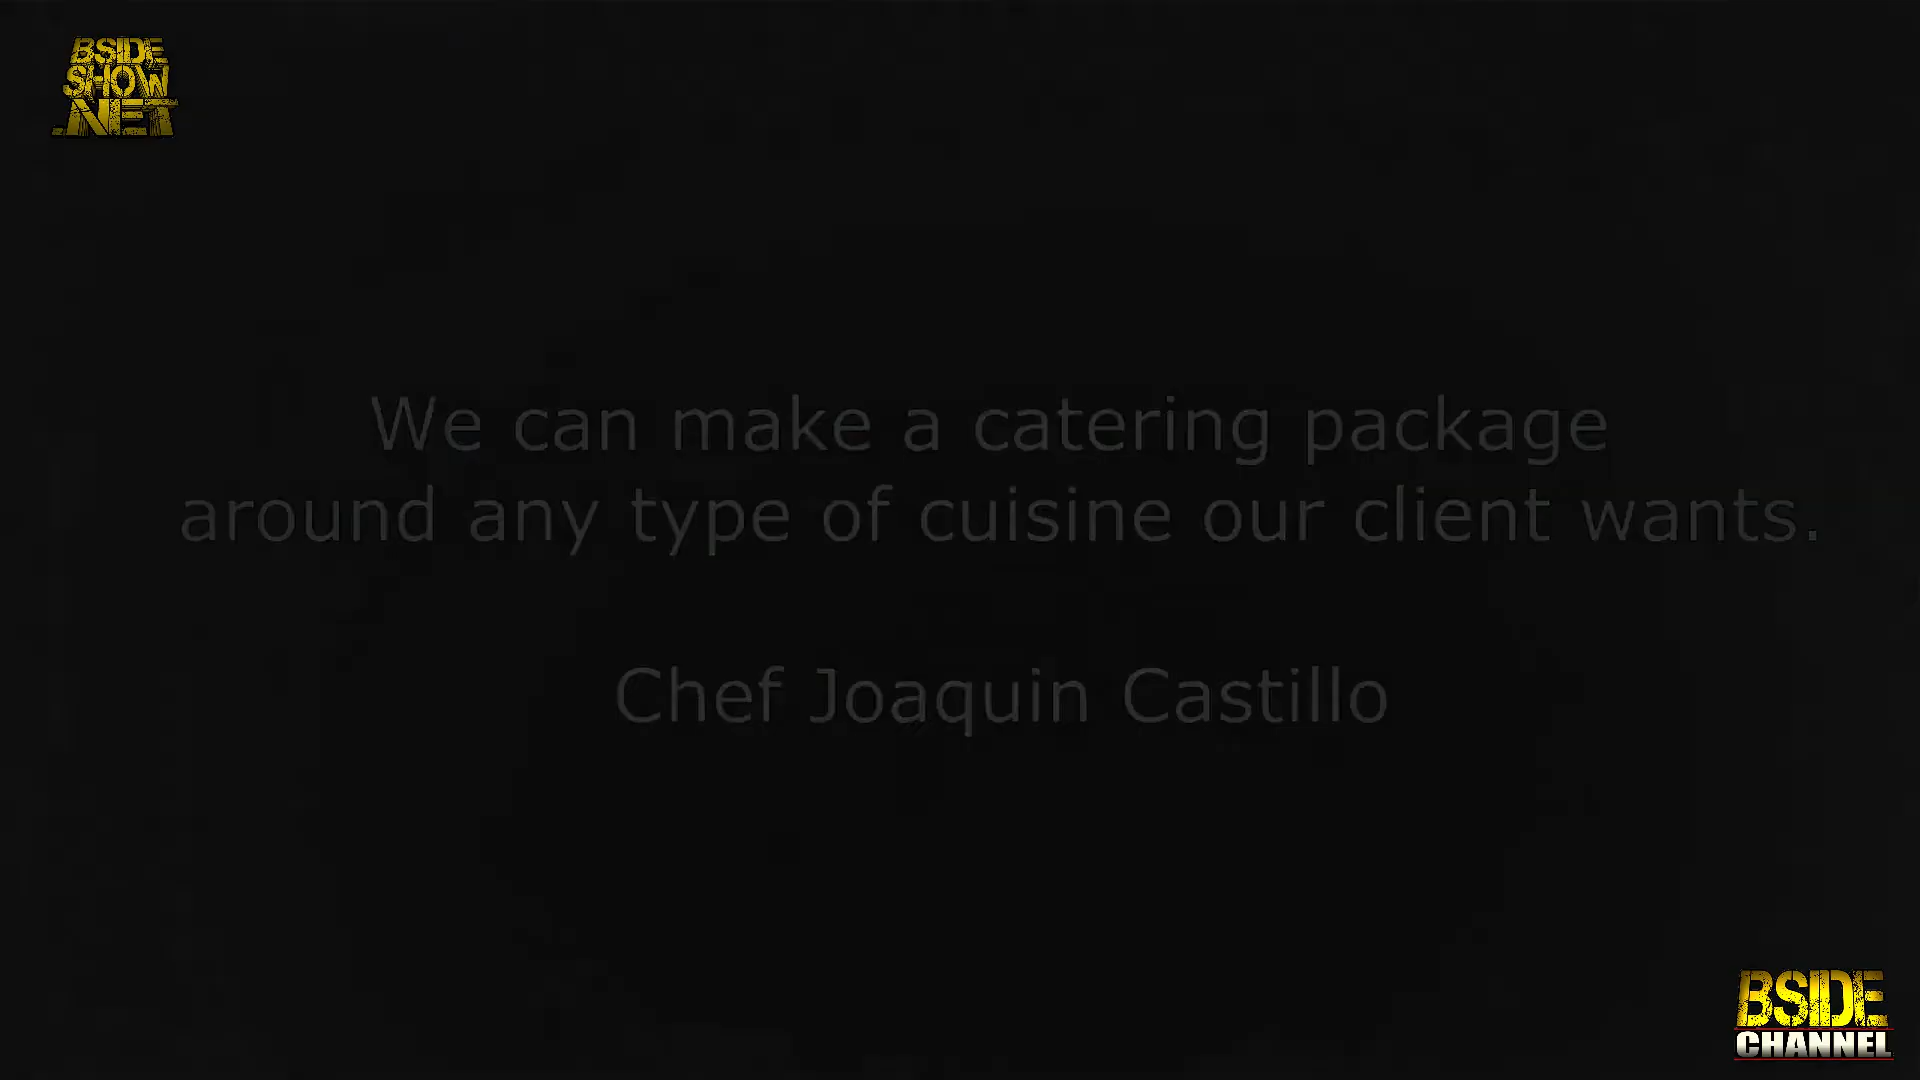 BSIDE
SHOW
.NET
We can make a catering package
around any type of cuisine our client wants.
Chef Joaquin Castillo
BSIDE
CHANNEL